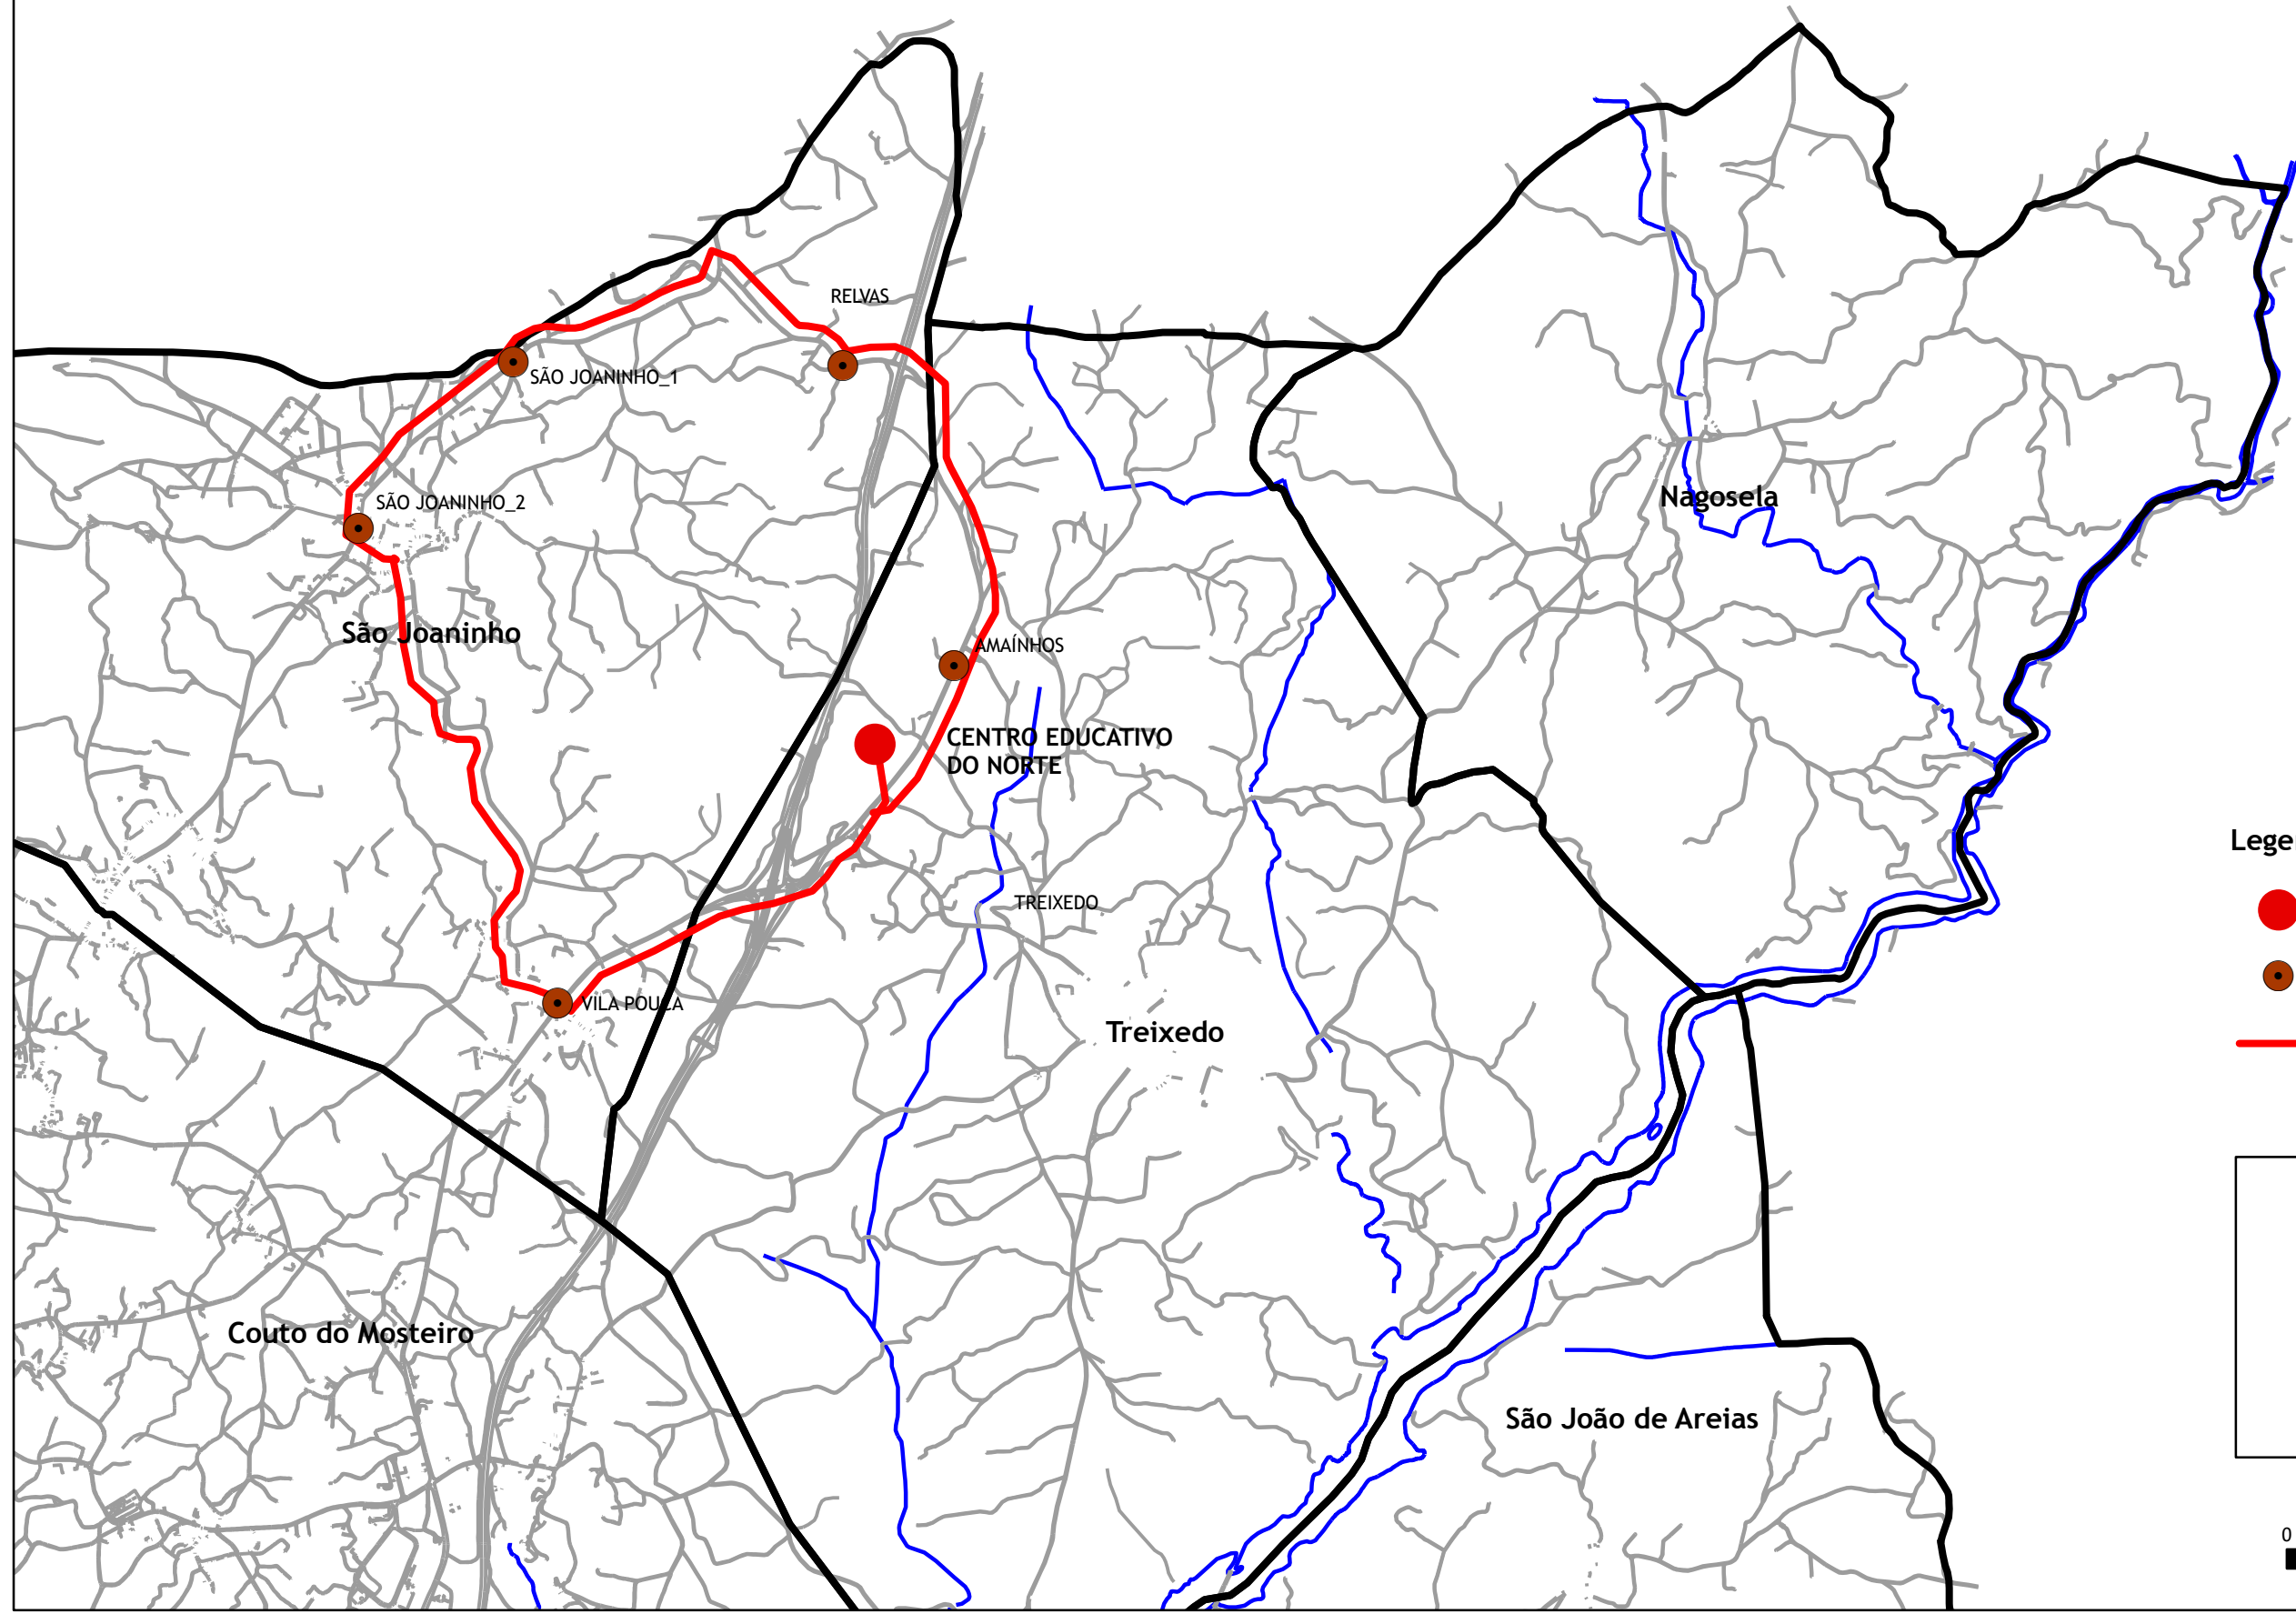 RELVAS
SÃO JOANINHO_1
SÃO JOANINHO_2
Nagosela
São Joaninho
AMAÍNHOS
CENTRO EDUCATIVO
DO NORTE
Lege
TREIXEDO
VILA POUCA
Treixedo
Couto do Mosteiro
São João de Areias
0